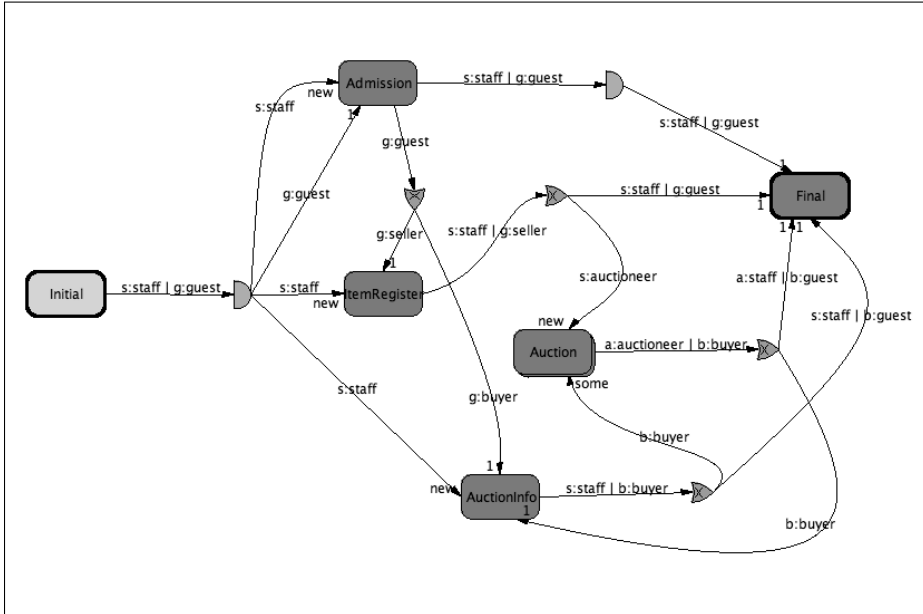 Admission
s:staff | g:guest
new
s:staff
1
g:guest
s:staff | g:guest
1
g:guest
s:staff | g:guest
Final
1
g:seller
s:staff | g:seller
1 1
a:staff | b:guest
1
Initial
s:staff | g:guest
s:staff
ItemRegister
new
s:auctioneer
s:staff | b:guest
new
Auction
a:auctioneer | b:buyer
some
s:staff
g:buyer
b:buyer
1
new
AuctionInfo
s:staff | b:buyer
1
b:buyer